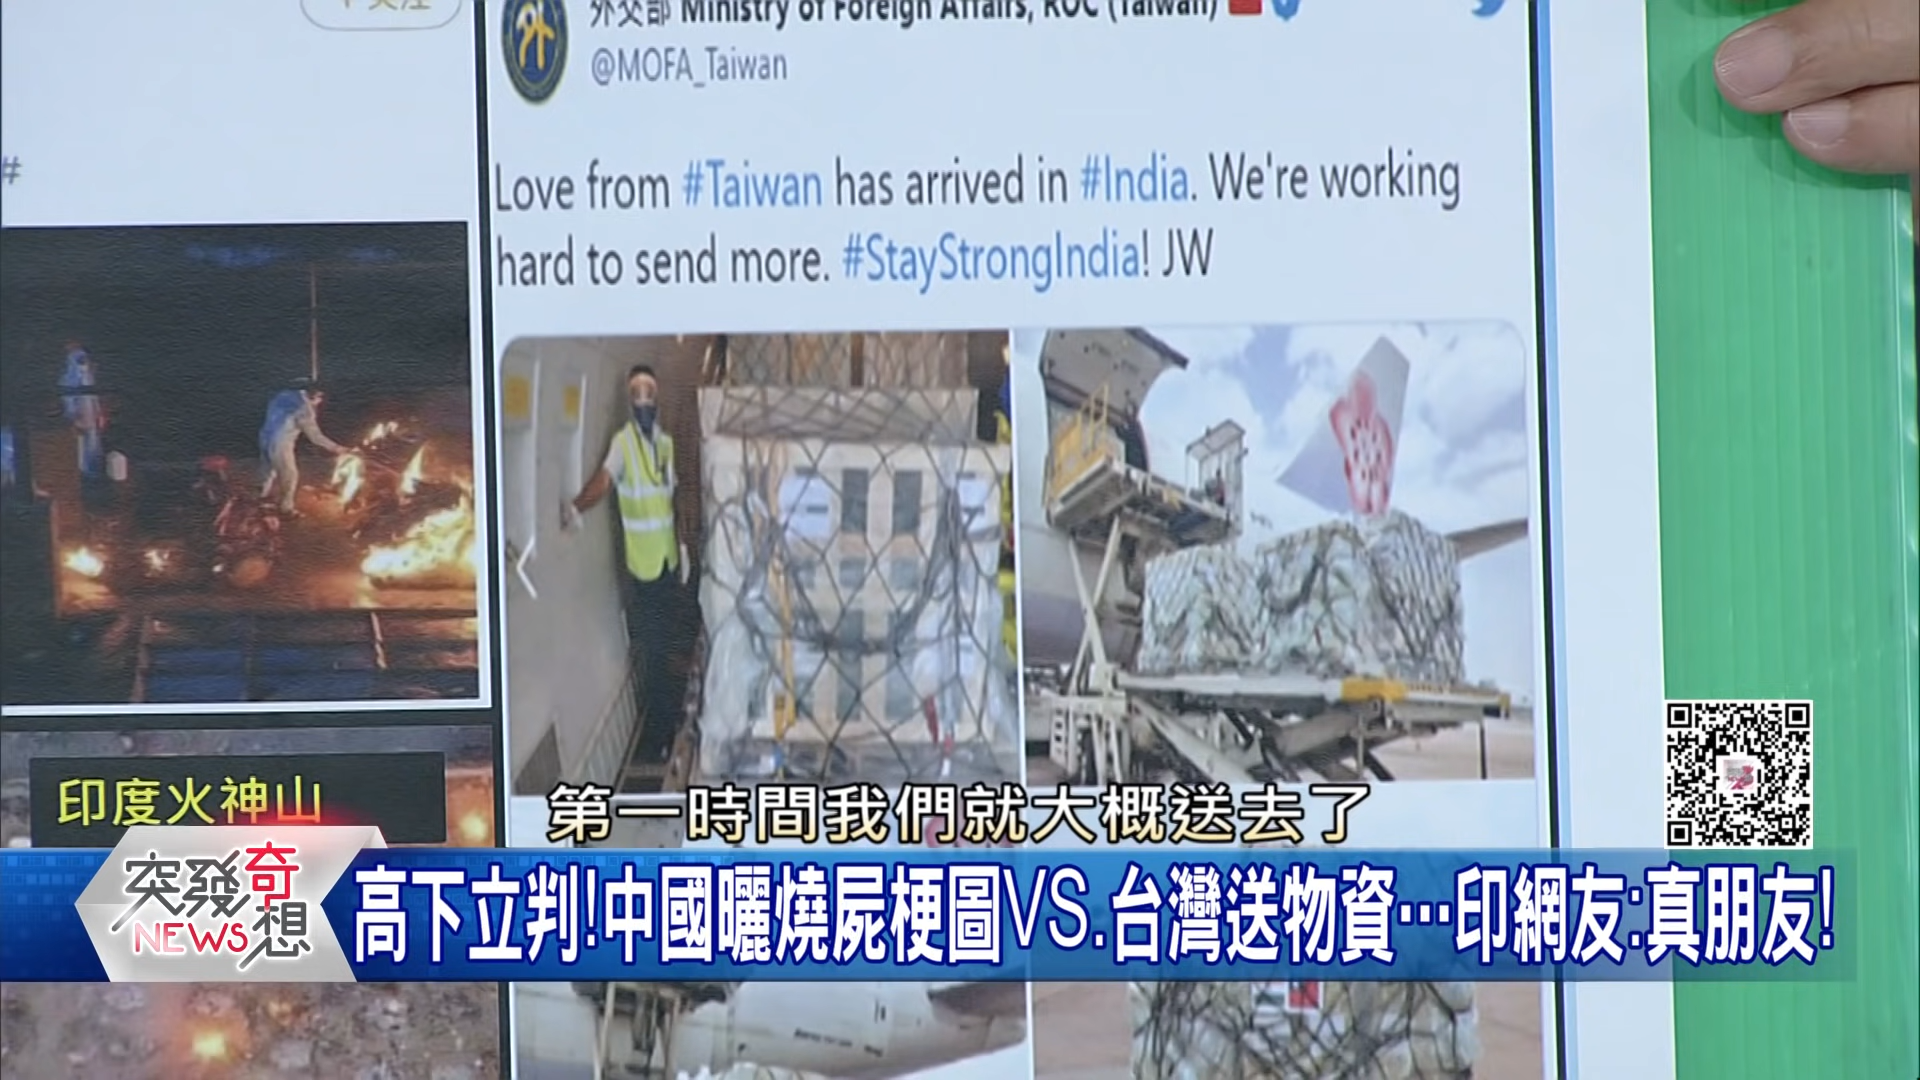 外交部 Ministry of Foreign Affairs, ROC (Taiwan)
@MOFA_Taiwan
#
Love from #Taiwan has arrived in #India. We're working
hard to send more. #StayStrongIndia! JW
印度火神山
第一時間我們就大概送去了
突發奇想
NEWS
高下立判!中國曬燒屍梗圖VS.台灣送物資…印網友:真朋友!